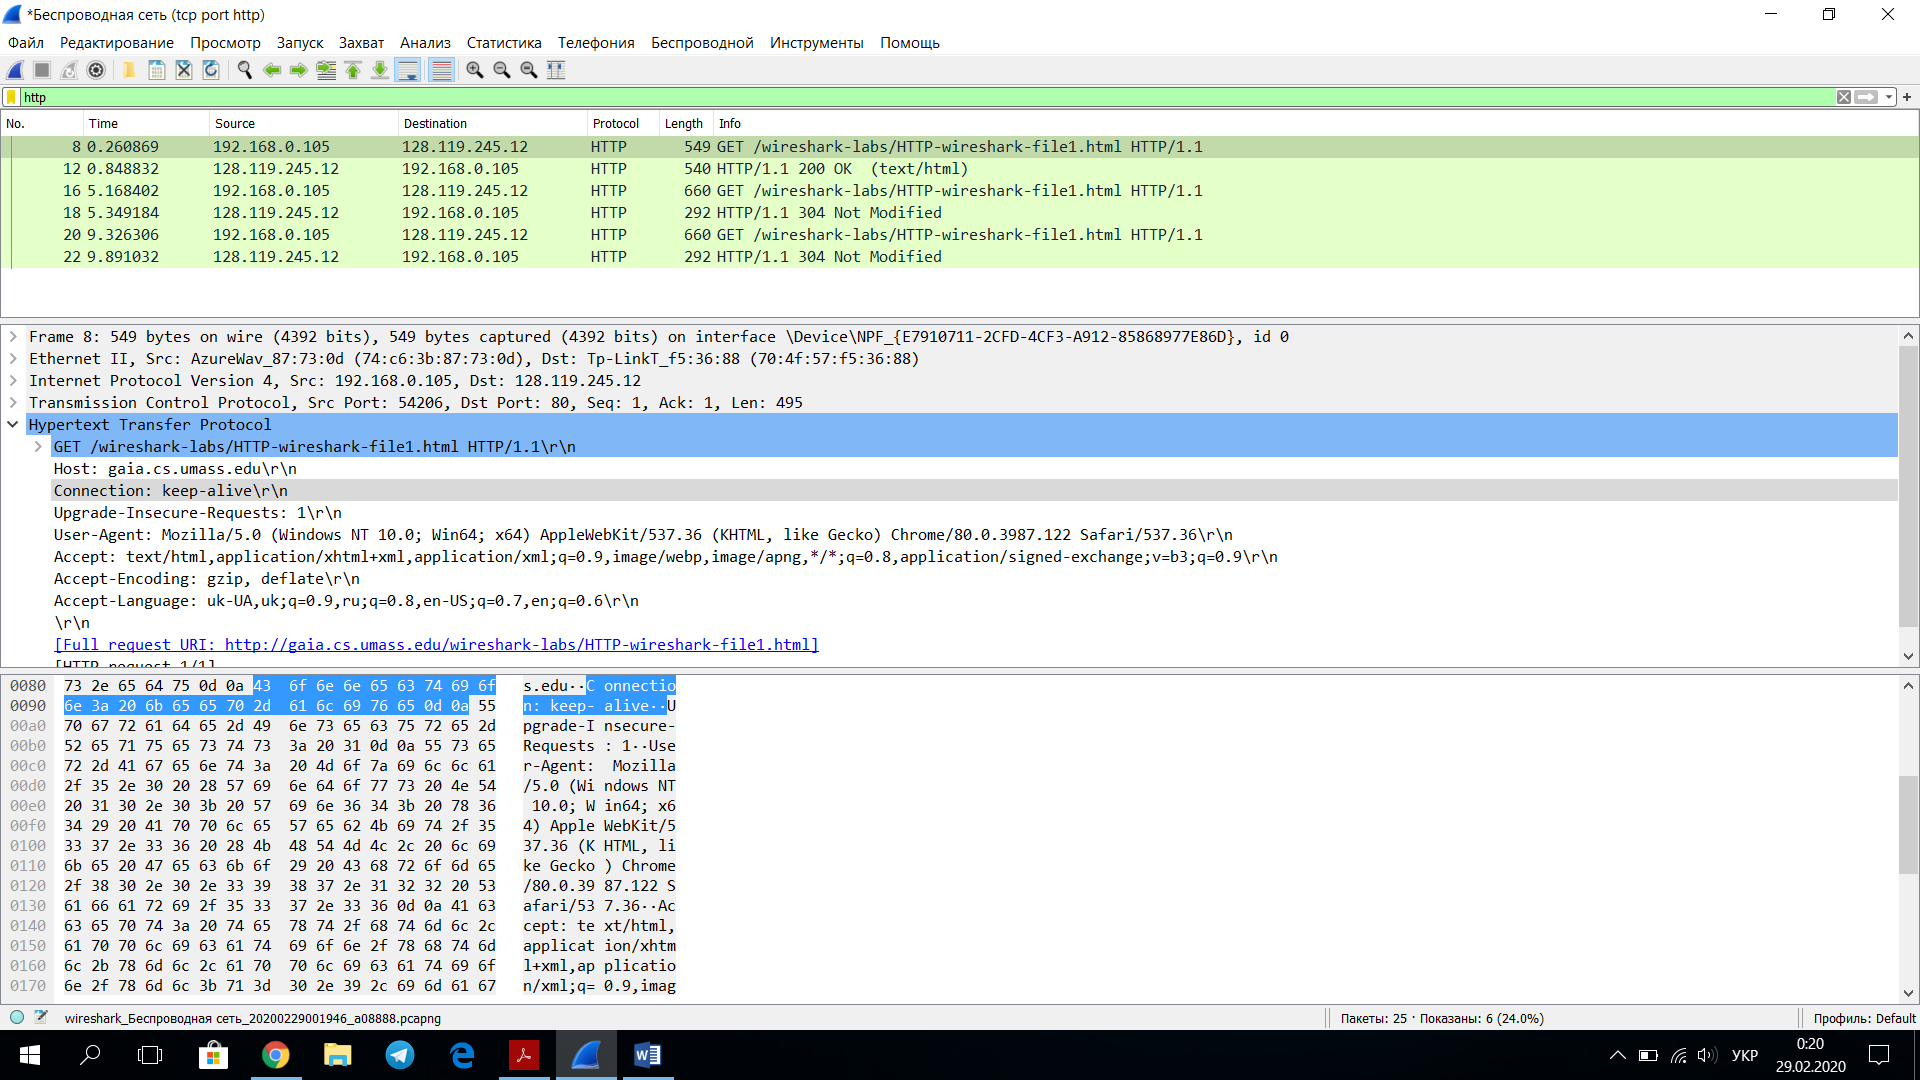 *Беспроводная сеть (tcp port http)
Файл Редактирование Просмотр Запуск Захват Анализ Статистика Телефония Беспроводной Инструменты Помощь
http
No. Time Source Destination Protocol Length Info
8 0.260869 192.168.0.105 128.119.245.12 HTTP 549 GET /wireshark-labs/HTTP-wireshark-file1.html HTTP/1.1
12 0.848832 128.119.245.12 192.168.0.105 HTTP 540 HTTP/1.1 200 OK (text/html)
16 5.168402 192.168.0.105 128.119.245.12 HTTP 660 GET /wireshark-labs/HTTP-wireshark-file1.html HTTP/1.1
18 5.349184 128.119.245.12 192.168.0.105 HTTP 292 HTTP/1.1 304 Not Modified
20 9.326306 192.168.0.105 128.119.245.12 HTTP 660 GET /wireshark-labs/HTTP-wireshark-file1.html HTTP/1.1
22 9.891032 128.119.245.12 192.168.0.105 HTTP 292 HTTP/1.1 304 Not Modified
Frame 8: 549 bytes on wire (4392 bits), 549 bytes captured (4392 bits) on interface \Device\NPF_{E7910711-2CFD-4CF3-A912-85868977E86D}, id 0
Ethernet II, Src: AzureWav_87:73:0d (74:c6:3b:87:73:0d), Dst: Tp-LinkT_f5:36:88 (70:4f:57:f5:36:88)
Internet Protocol Version 4, Src: 192.168.0.105, Dst: 128.119.245.12
Transmission Control Protocol, Src Port: 54206, Dst Port: 80, Seq: 1, Ack: 1, Len: 495
Hypertext Transfer Protocol
GET /wireshark-labs/HTTP-wireshark-file1.html HTTP/1.1\r\n
Host: gaia.cs.umass.edu\r\n
Connection: keep-alive\r\n
Upgrade-Insecure-Requests: 1\r\n
User-Agent: Mozilla/5.0 (Windows NT 10.0; Win64; x64) AppleWebKit/537.36 (KHTML, like Gecko) Chrome/80.0.3987.122 Safari/537.36\r\n
Accept: text/html,application/xhtml+xml,application/xml;q=0.9,image/webp,image/apng,*/*;q=0.8,application/signed-exchange;v=b3;q=0.9\r\n
Accept-Encoding: gzip, deflate\r\n
Accept-Language: uk-UA,uk;q=0.9,ru;q=0.8,en-US;q=0.7,en;q=0.6\r\n
\r\n
[Full request URI: http://gaia.cs.umass.edu/wireshark-labs/HTTP-wireshark-file1.html]
[HTTP request 1/1]
0080 73 2e 65 64 75 0d 0a 43 6f 6e 6e 65 63 74 69 6f s.edu··C onnectio
0090 6e 3a 20 6b 65 65 70 2d 61 6c 69 76 65 0d 0a 55 n: keep- alive··U
00a0 70 67 72 61 64 65 2d 49 6e 73 65 63 75 72 65 2d pgrade-I nsecure-
00b0 52 65 71 75 65 73 74 73 3a 20 31 0d 0a 55 73 65 Requests : 1··Use
00c0 72 2d 41 67 65 6e 74 3a 20 4d 6f 7a 69 6c 6c 61 r-Agent: Mozilla
00d0 2f 35 2e 30 20 28 57 69 6e 64 6f 77 73 20 4e 54 /5.0 (Wi ndows NT
00e0 20 31 30 2e 30 3b 20 57 69 6e 36 34 3b 20 78 36 10.0; W in64; x6
00f0 34 29 20 41 70 70 6c 65 57 65 62 4b 69 74 2f 35 4) Apple WebKit/5
0100 33 37 2e 33 36 20 28 4b 48 54 4d 4c 2c 20 6c 69 37.36 (K HTML, li
0110 6b 65 20 47 65 63 6b 6f 29 20 43 68 72 6f 6d 65 ke Gecko ) Chrome
0120 2f 38 30 2e 30 2e 33 39 38 37 2e 31 32 32 20 53 /80.0.39 87.122 S
0130 61 66 61 72 69 2f 35 33 37 2e 33 36 0d 0a 41 63 afari/53 7.36··Ac
0140 63 65 70 74 3a 20 74 65 78 74 2f 68 74 6d 6c 2c cept: te xt/html,
0150 61 70 70 6c 69 63 61 74 69 6f 6e 2f 78 68 74 6d applicat ion/xhtm
0160 6c 2b 78 6d 6c 2c 61 70 70 6c 69 63 61 74 69 6f l+xml,ap plicatio
0170 6e 2f 78 6d 6c 3b 71 3d 30 2e 39 2c 69 6d 61 67 n/xml;q= 0.9,imag
wireshark_Беспроводная сеть_20200229001946_a08888.pcapng Пакеты: 25 · Показаны: 6 (24.0%) Профиль: Default
УКР 0:20
29.02.2020